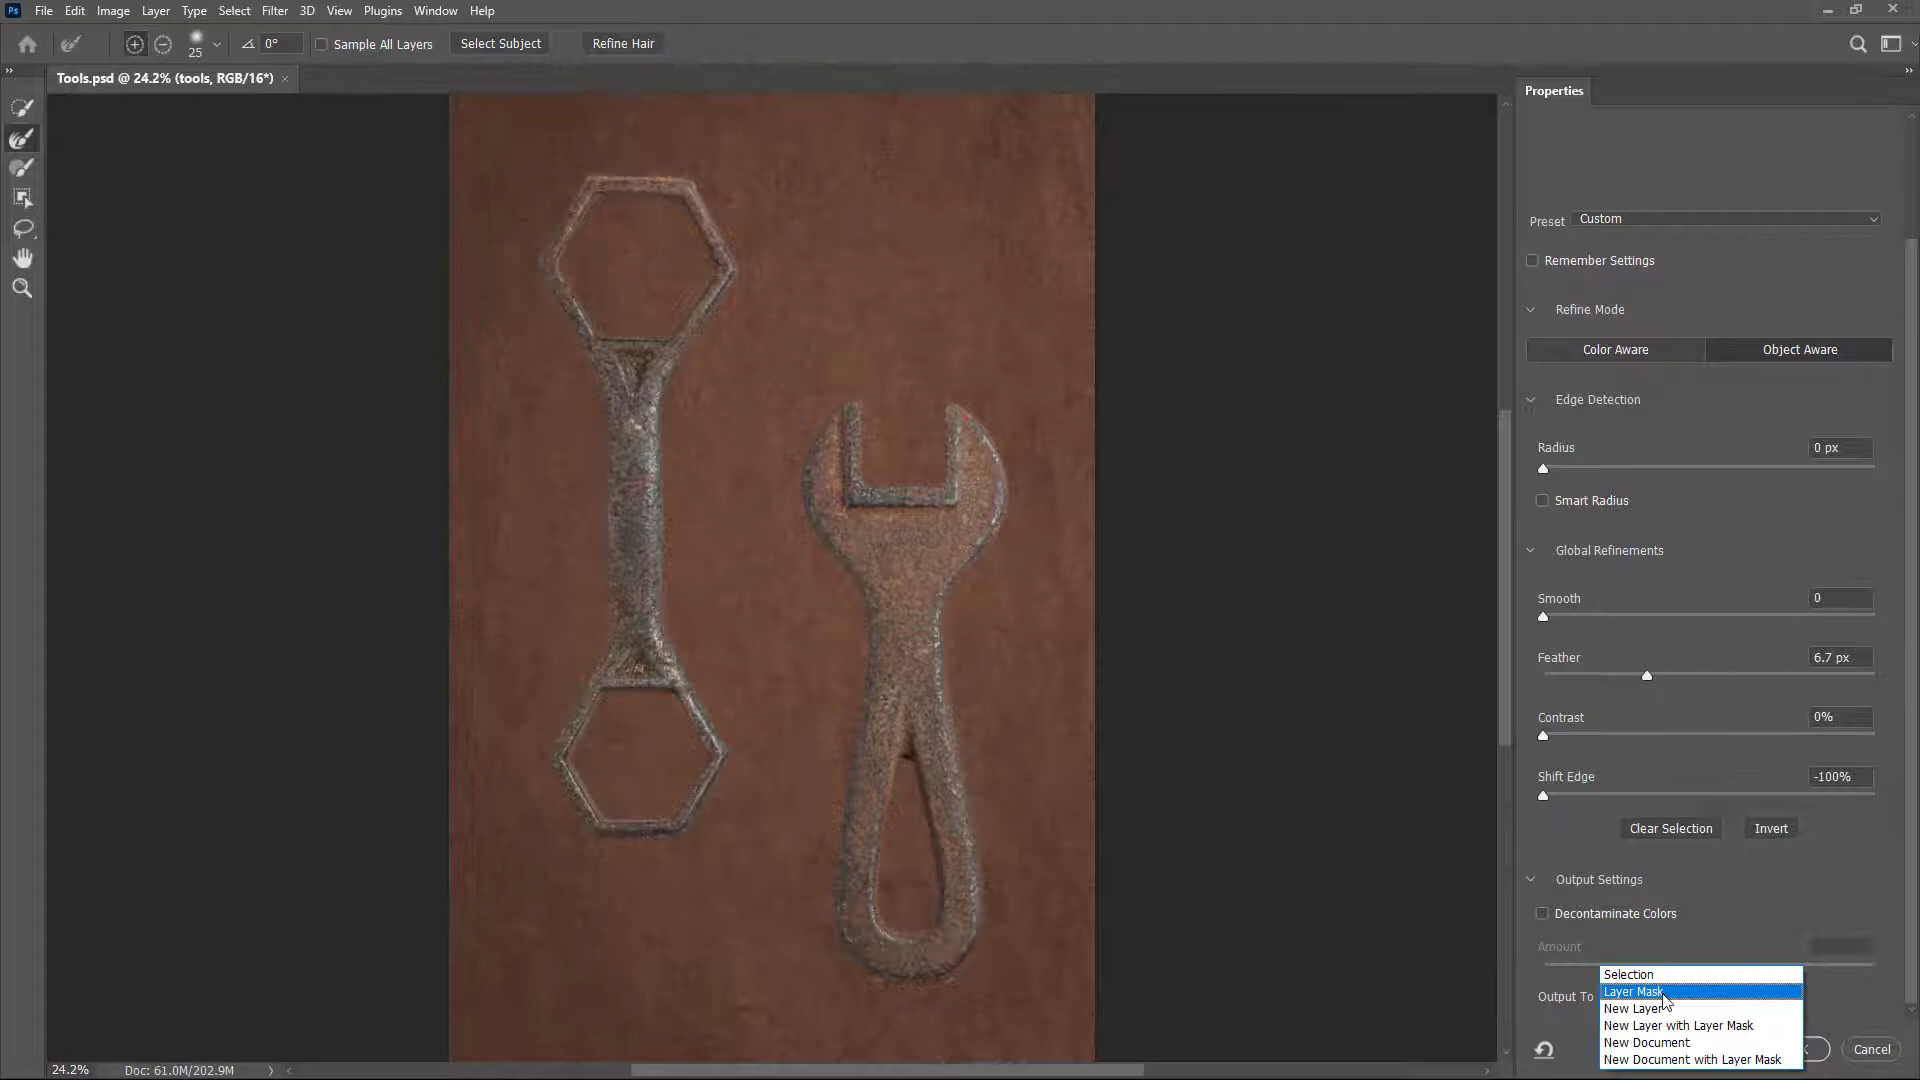 Ps File Edit Image Layer Type Select Filter 3D View Plugins Window Help
25 0° Sample All Layers Select Subject Refine Hair
Tools.psd @ 24.2% (tools, RGB/16*) ×
Properties
Preset Custom
Remember Settings
Refine Mode
Color Aware Object Aware
Edge Detection
Radius 0 px
Smart Radius
Global Refinements
Smooth 0
Feather 6.7 px
Contrast 0%
Shift Edge -100%
Clear Selection Invert
Output Settings
Decontaminate Colors
Amount
Output To
Selection
Layer Mask
New Layer
New Layer with Layer Mask
New Document
New Document with Layer Mask
Cancel
24.2% Doc: 61.0M/202.9M